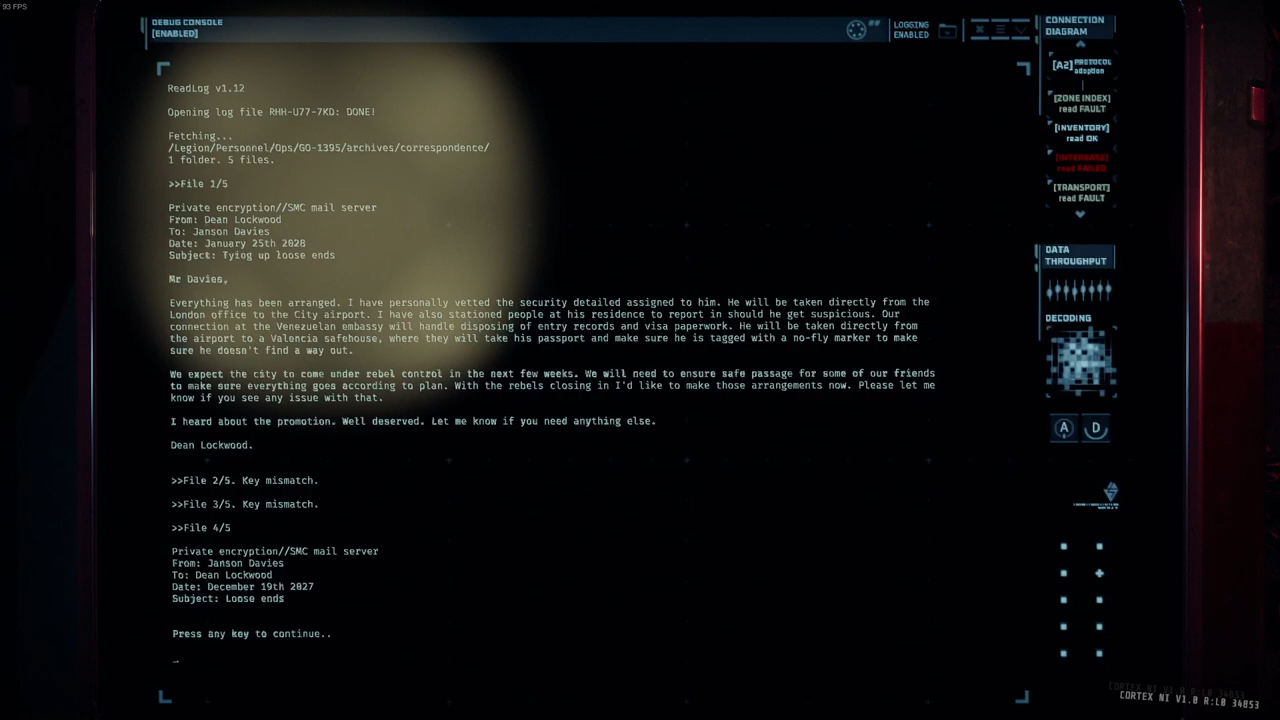 93 FPS
DEBUG CONSOLE
[ENABLED]
LOGGING
ENABLED
CONNECTION
DIAGRAM
[A2] PROTOCOL
adoption
[ZONE INDEX]
read FAULT
[INVENTORY]
read OK
[INTERBASE]
read FAILED
[TRANSPORT]
read FAULT
DATA
THROUGHPUT
DECODING
A D
ReadLog v1.12
Opening log file RHH-U77-7KD: DONE!
Fetching...
/Legion/Personnel/Ops/GO-1395/archives/correspondence/
1 folder. 5 files.
>>File 1/5
Private encryption//SMC mail server
From: Dean Lockwood
To: Janson Davies
Date: January 25th 2028
Subject: Tying up loose ends
Mr Davies,
Everything has been arranged. I have personally vetted the security detailed assigned to him. He will be taken directly from the
London office to the City airport. I have also stationed people at his residence to report in should he get suspicious. Our
connection at the Venezuelan embassy will handle disposing of entry records and visa paperwork. He will be taken directly from
the airport to a Valencia safehouse, where they will take his passport and make sure he is tagged with a no-fly marker to make
sure he doesn't find a way out.
We expect the city to come under rebel control in the next few weeks. We will need to ensure safe passage for some of our friends
to make sure everything goes according to plan. With the rebels closing in I'd like to make those arrangements now. Please let me
know if you see any issue with that.
I heard about the promotion. Well deserved. Let me know if you need anything else.
Dean Lockwood.
>>File 2/5. Key mismatch.
>>File 3/5. Key mismatch.
>>File 4/5
Private encryption//SMC mail server
From: Janson Davies
To: Dean Lockwood
Date: December 19th 2027
Subject: Loose ends
Press any key to continue..
CORTEX NI V1.0 R:L0 34853